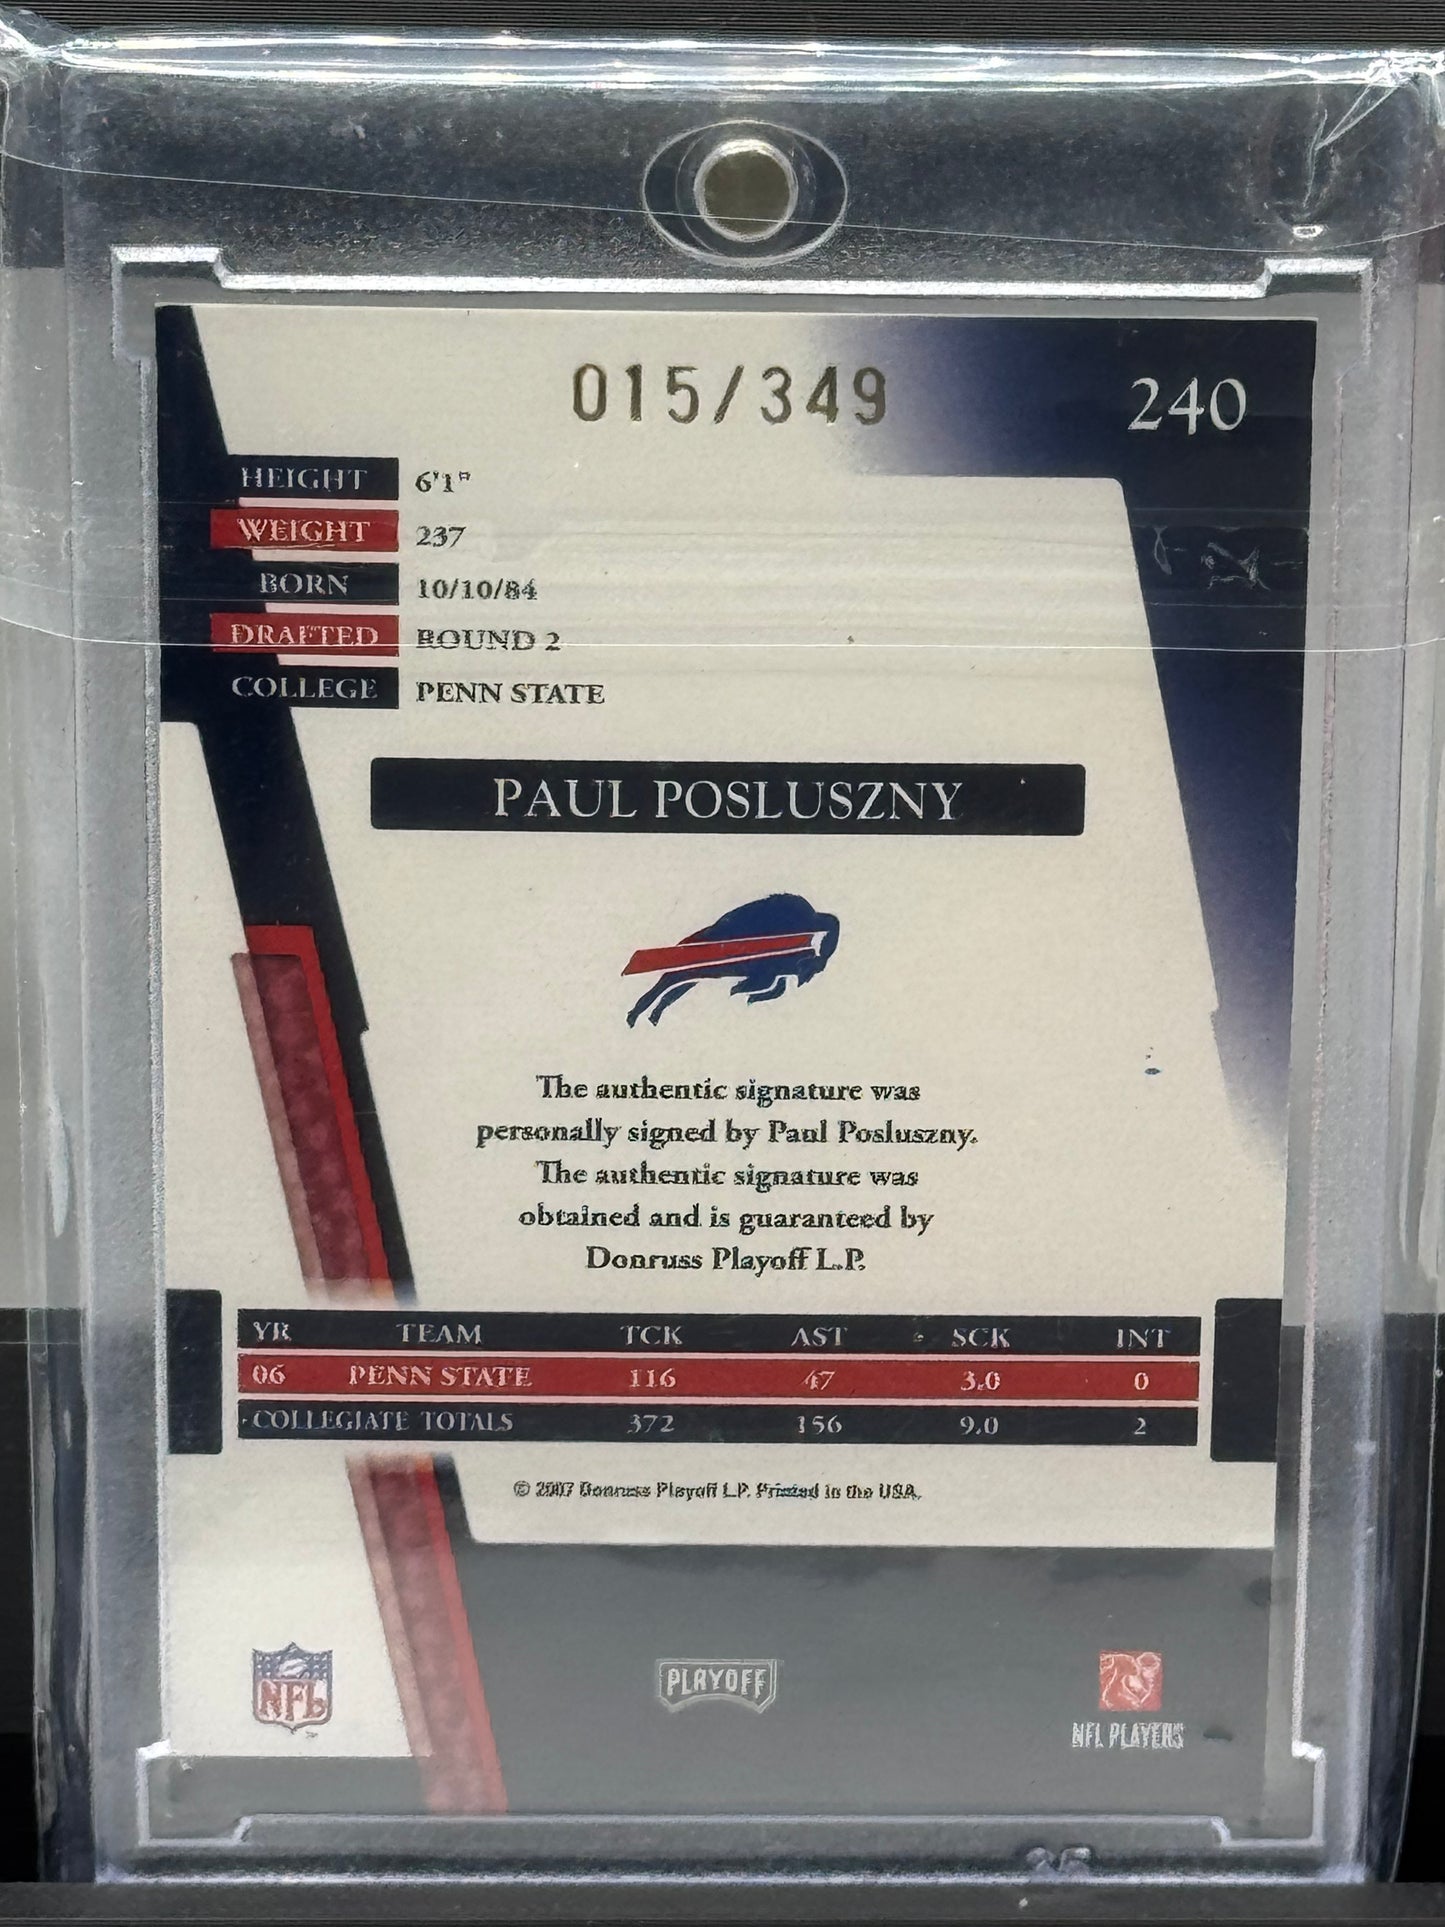 015/349
240
HEIGHT 6'1"
WEIGHT 237
BORN 10/10/84
DRAFTED ROUND 2
COLLEGE PENN STATE
PAUL POSLUSZNY
The authentic signature was
personally signed by Paul Posluszny.
The authentic signature was
obtained and is guaranteed by
Donruss Playoff L.P.
YR TEAM TCK AST SCK INT
06 PENN STATE 116 47 3.0 0
COLLEGIATE TOTALS 372 156 9.0 2
© 2007 Donruss Playoff L.P. Printed in the USA.
NFL
PLAYOFF
NFL PLAYERS
35